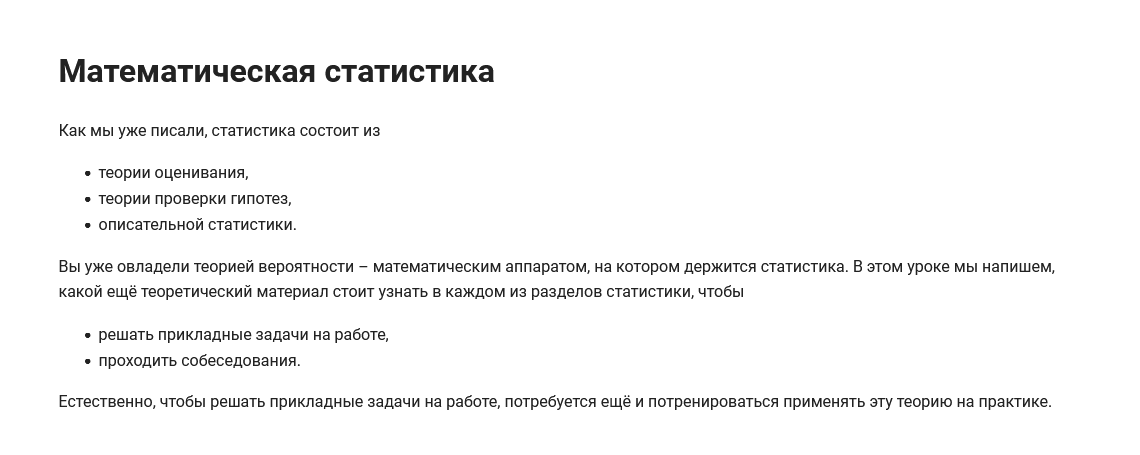 Математическая статистика
Как мы уже писали, статистика состоит из
• теории оценивания,
• теории проверки гипотез,
• описательной статистики.
Вы уже овладели теорией вероятности – математическим аппаратом, на котором держится статистика. В этом уроке мы напишем,
какой ещё теоретический материал стоит узнать в каждом из разделов статистики, чтобы
• решать прикладные задачи на работе,
• проходить собеседования.
Естественно, чтобы решать прикладные задачи на работе, потребуется ещё и потренироваться применять эту теорию на практике.